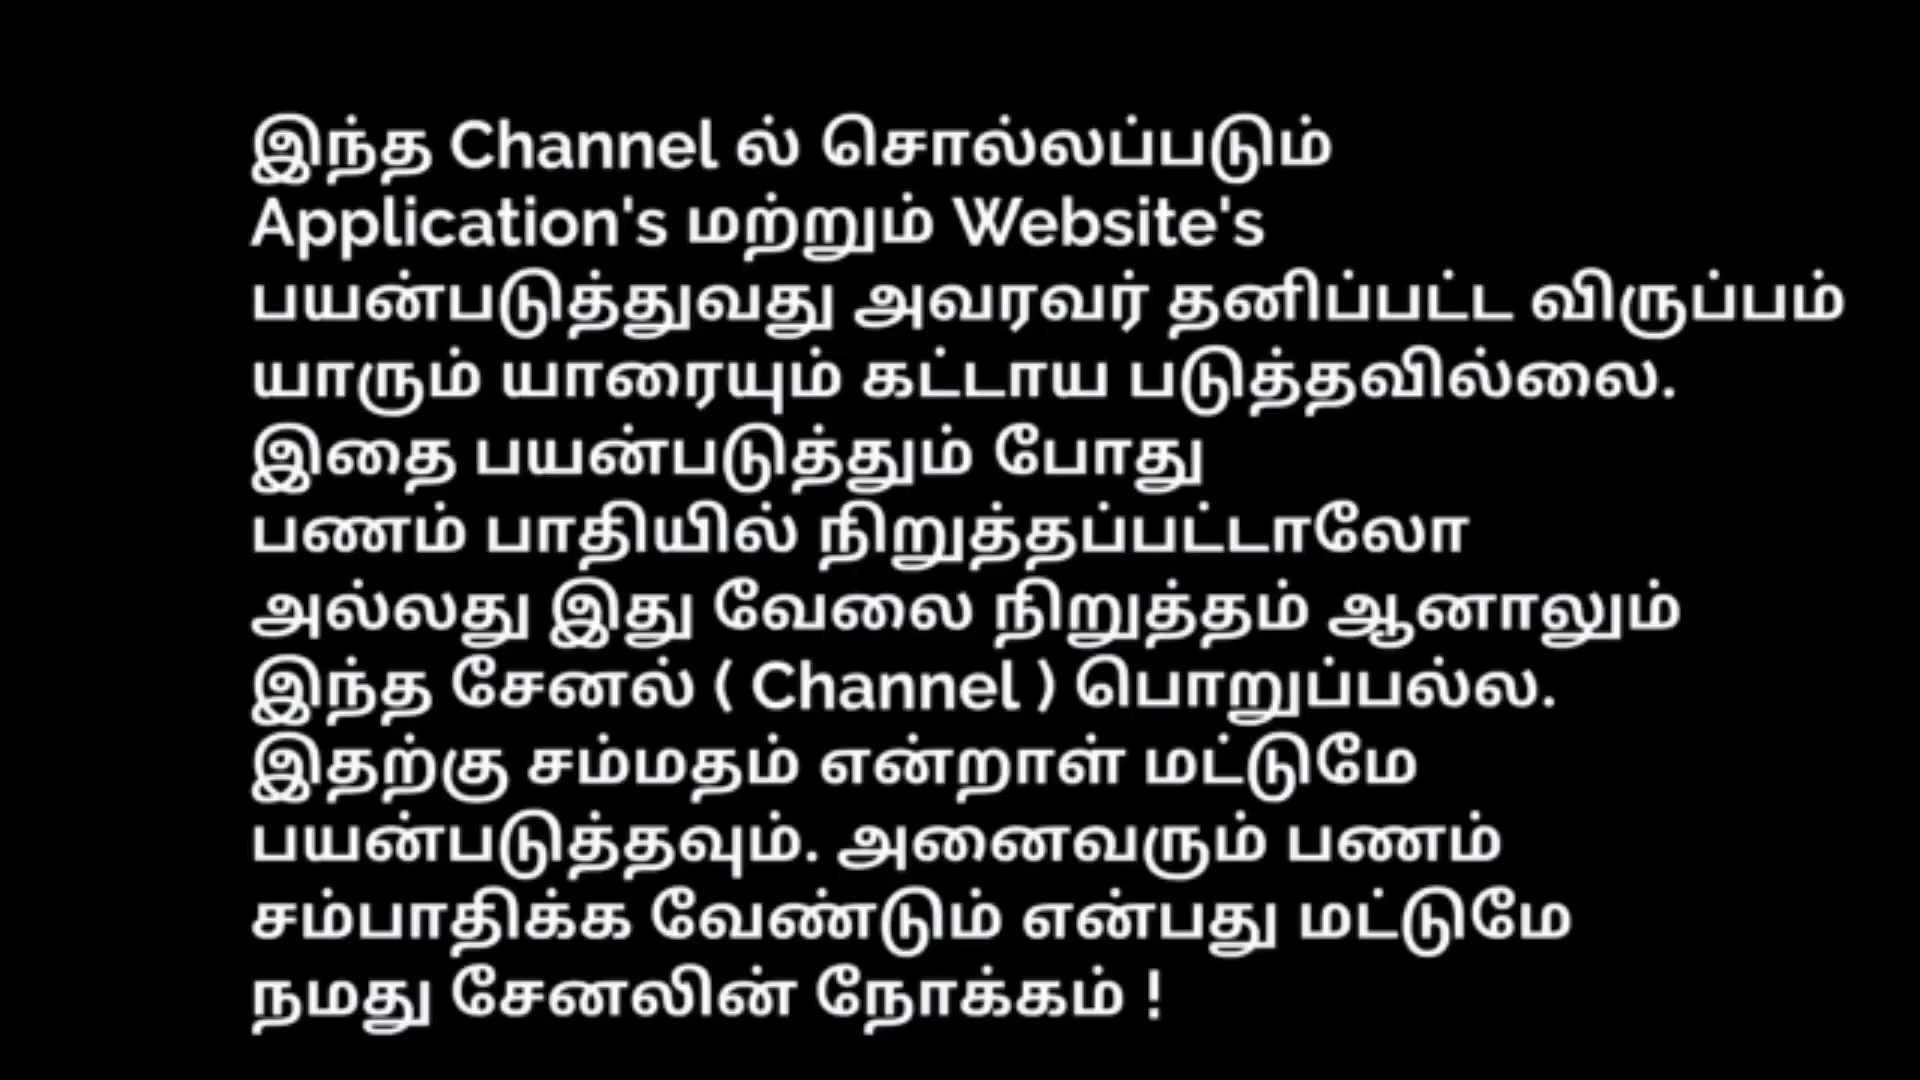 இந்த Channel ல் சொல்லப்படும்
Application's மற்றும் Website's
பயன்படுத்துவது அவரவர் தனிப்பட்ட விருப்பம்
யாரும் யாரையும் கட்டாய படுத்தவில்லை.
இதை பயன்படுத்தும் போது
பணம் பாதியில் நிறுத்தப்பட்டாலோ
அல்லது இது வேலை நிறுத்தம் ஆனாலும்
இந்த சேனல் ( Channel ) பொறுப்பல்ல.
இதற்கு சம்மதம் என்றாள் மட்டுமே
பயன்படுத்தவும். அனைவரும் பணம்
சம்பாதிக்க வேண்டும் என்பது மட்டுமே
நமது சேனலின் நோக்கம் !